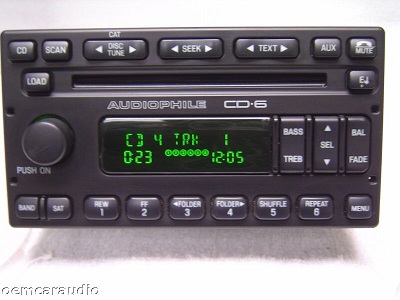 CAT
CD SCAN DISC TUNE SEEK TEXT AUX MUTE
LOAD
AUDIOPHILE CD·6
CD 4 TRK 1
0:23 12:05
BASS SEL BAL
TREB FADE
PUSH ON
BAND SAT REW 1 FF 2 FOLDER 3 FOLDER 4 SHUFFLE 5 REPEAT 6 MENU
oemcaraudio